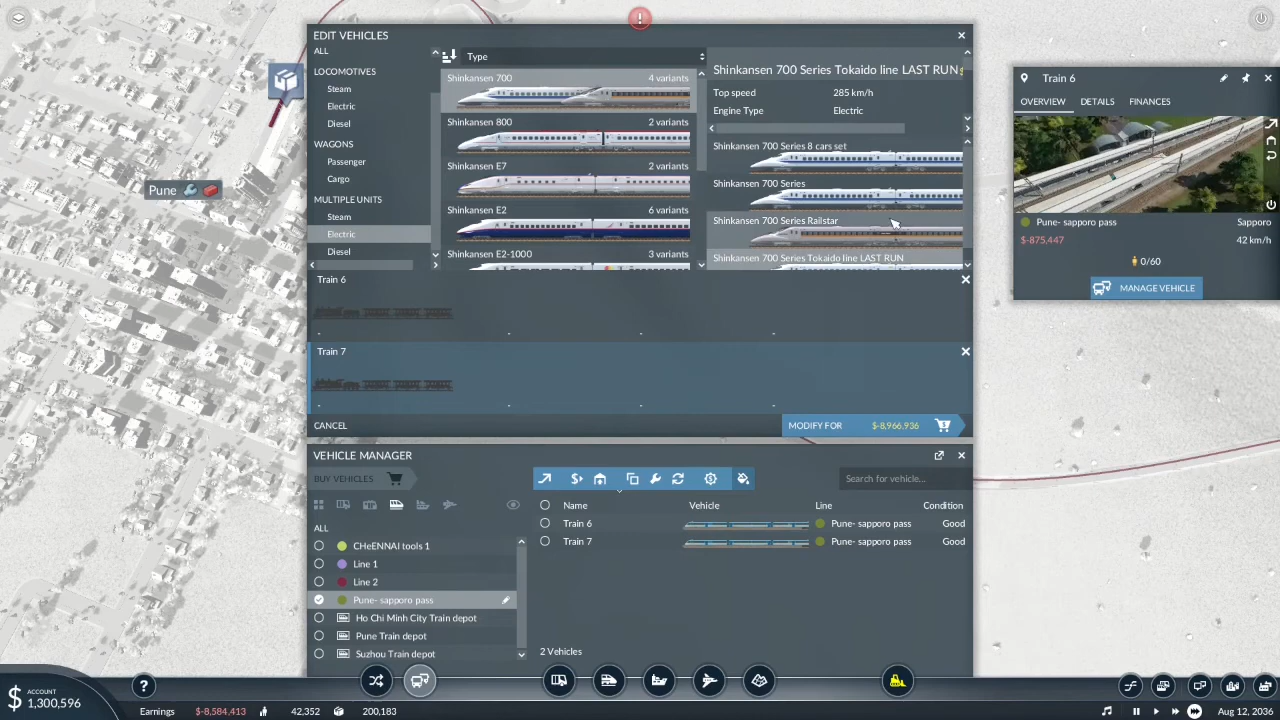 EDIT VEHICLES
ALL
LOCOMOTIVES
Steam
Electric
Diesel
WAGONS
Passenger
Cargo
MULTIPLE UNITS
Steam
Electric
Diesel
Type
Shinkansen 700 4 variants
Shinkansen 800 2 variants
Shinkansen E7 2 variants
Shinkansen E2 6 variants
Shinkansen E2-1000 3 variants
Shinkansen 700 Series Tokaido line LAST RUN
Top speed 285 km/h
Engine Type Electric
Shinkansen 700 Series 8 cars set
Shinkansen 700 Series
Shinkansen 700 Series Railstar
Shinkansen 700 Series Tokaido line LAST RUN
Train 6
- - - -
Train 7
- - - -
CANCEL
MODIFY FOR $-8,966,936
Pune
Train 6
OVERVIEW DETAILS FINANCES
Pune- sapporo pass Sapporo
$-875,447 42 km/h
0/60
MANAGE VEHICLE
VEHICLE MANAGER
BUY VEHICLES
Search for vehicle...
ALL
CHeENNAI tools 1
Line 1
Line 2
Pune- sapporo pass
Ho Chi Minh City Train depot
Pune Train depot
Suzhou Train depot
Name Vehicle Line Condition
Train 6 Pune- sapporo pass Good
Train 7 Pune- sapporo pass Good
2 Vehicles
$ ACCOUNT
1,300,596
?
Earnings $-8,584,413 42,352 200,183
Aug 12, 2036